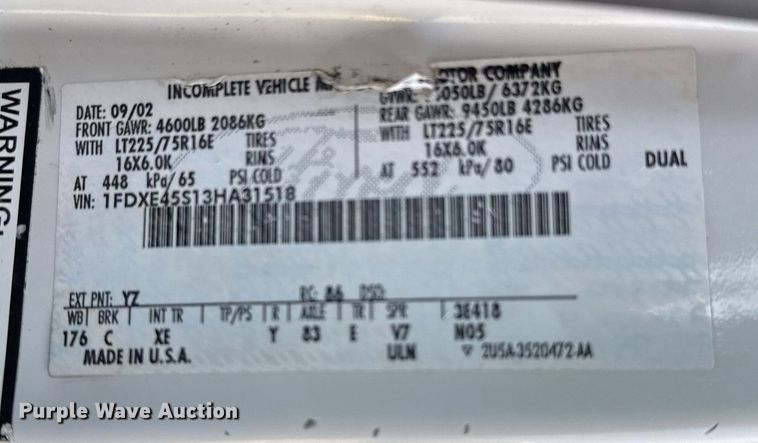 WARNING:
INCOMPLETE VEHICLE MOTOR COMPANY
DATE: 09/02
GVWR: 14050LB/ 6372KG
FRONT GAWR: 4600LB 2086KG
REAR GAWR: 9450LB 4286KG
WITH LT225/75R16E TIRES
WITH LT225/75R16E TIRES
16X6.0K RIMS
16X6.0K RIMS
AT 448 kPa/65 PSI COLD
AT 552 kPa/80 PSI COLD DUAL
VIN: 1FDXE45S13HA31518
EXT PNT: YZ RC: 86 DSO:
WB BRK INT TR TP/PS R AXLE TR SPR 3E418
176 C XE Y 83 E V7 N05
MADE IN U.S.A. ULN 2U5A-3520472-AA
Purple Wave Auction